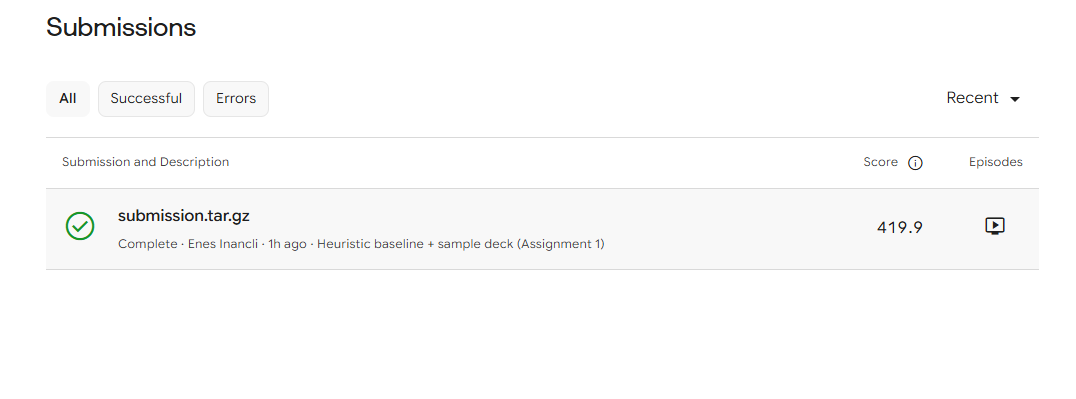 Submissions
All Successful Errors Recent
Submission and Description Score Episodes
submission.tar.gz
Complete · Enes Inancli · 1h ago · Heuristic baseline + sample deck (Assignment 1)
419.9